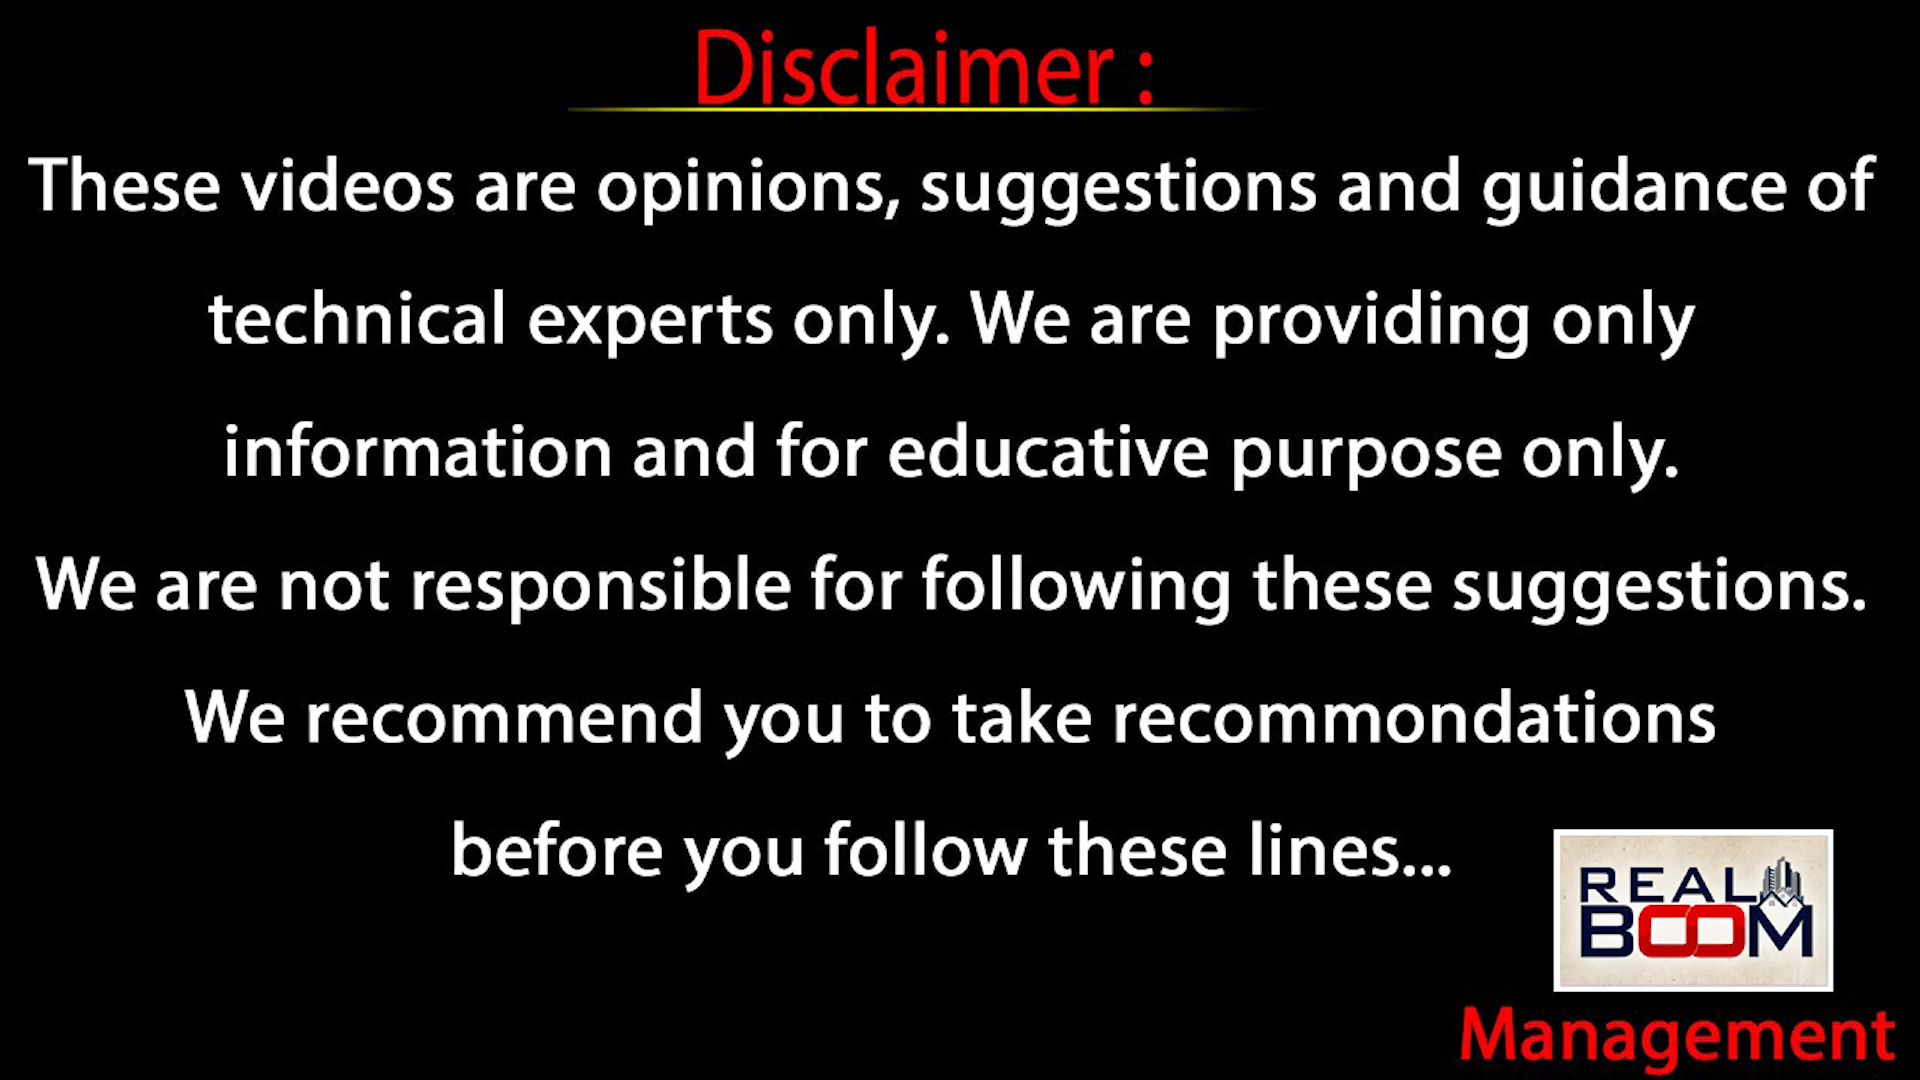 Disclaimer :
These videos are opinions, suggestions and guidance of
technical experts only. We are providing only
information and for educative purpose only.
We are not responsible for following these suggestions.
We recommend you to take recommondations
before you follow these lines...
REAL
BOOM
Management